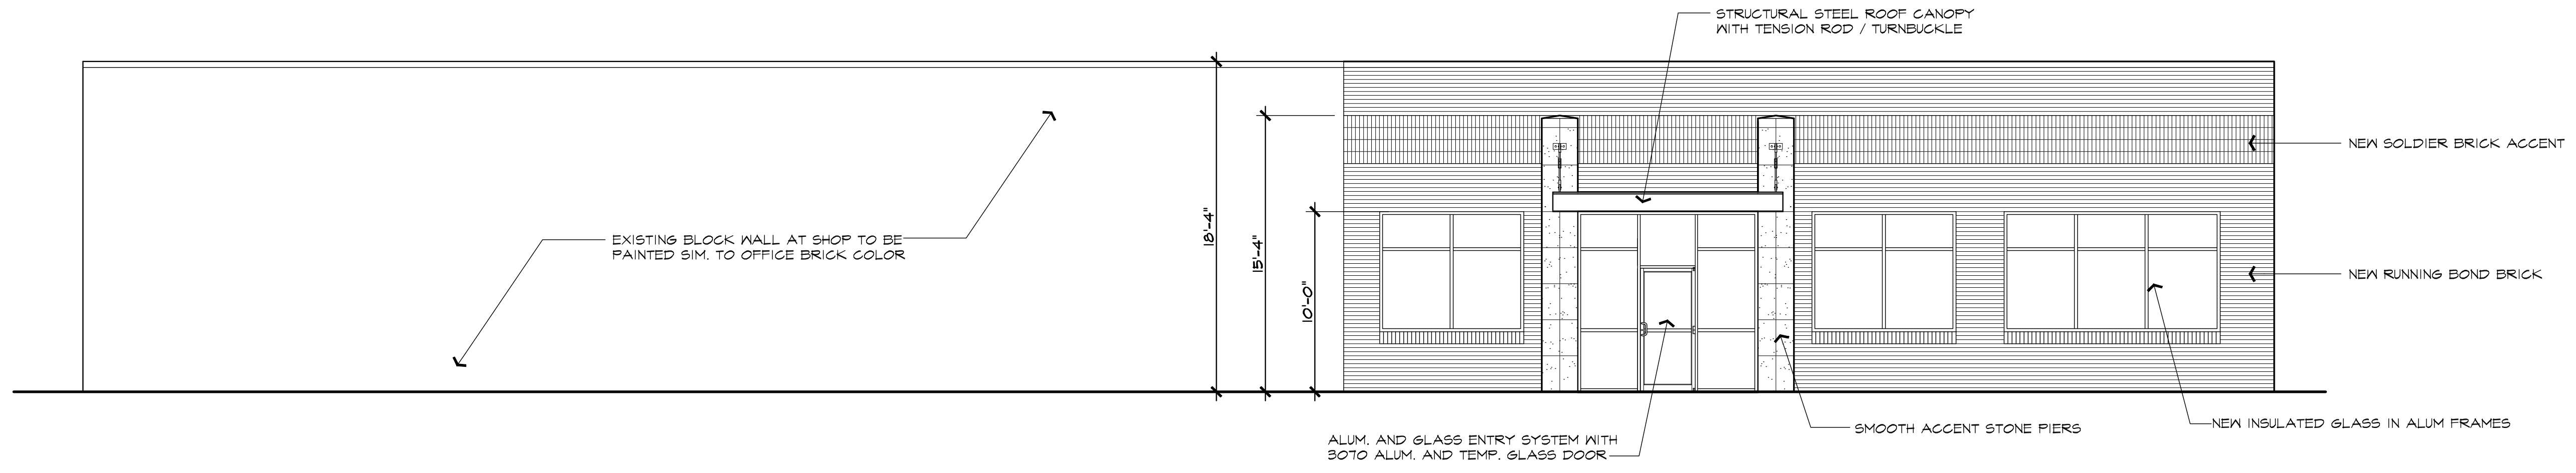 STRUCTURAL STEEL ROOF CANOPY
WITH TENSION ROD / TURNBUCKLE
NEW SOLDIER BRICK ACCENT
18'-4"
15'-4"
10'-0"
EXISTING BLOCK WALL AT SHOP TO BE
PAINTED SIM. TO OFFICE BRICK COLOR
NEW RUNNING BOND BRICK
NEW INSULATED GLASS IN ALUM FRAMES
SMOOTH ACCENT STONE PIERS
ALUM. AND GLASS ENTRY SYSTEM WITH
3070 ALUM. AND TEMP. GLASS DOOR